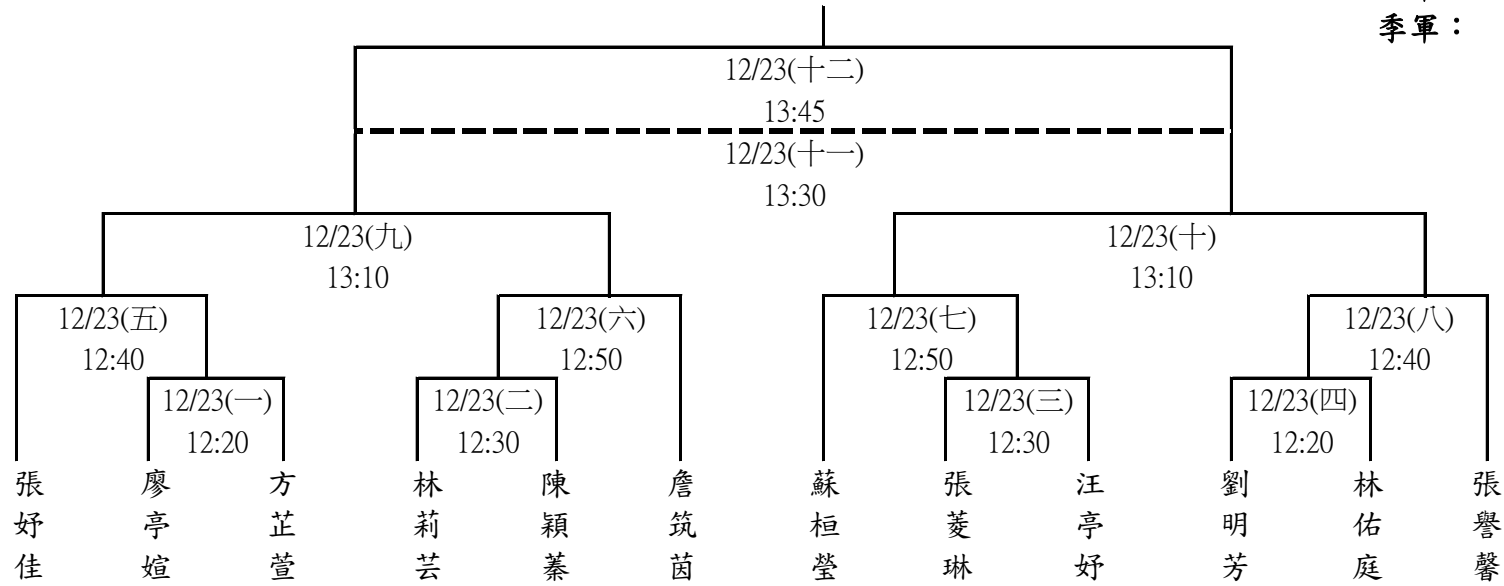 季軍：
12/23(十二)
13:45
12/23(十一)
13:30
12/23(九)
13:10
12/23(十)
13:10
12/23(五)
12:40
12/23(六)
12:50
12/23(七)
12:50
12/23(八)
12:40
12/23(一)
12:20
12/23(二)
12:30
12/23(三)
12:30
12/23(四)
12:20
張妤佳
廖亭媗
方芷萱
林莉芸
陳穎蓁
詹筑茵
蘇桓瑩
張菱琳
汪亭妤
劉明芳
林佑庭
張譽馨